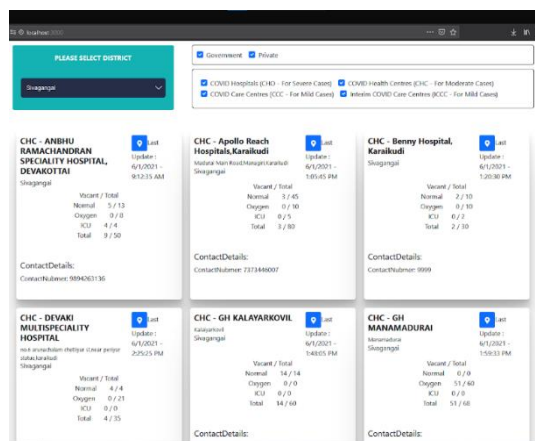 localhost:3000
PLEASE SELECT DISTRICT
Sivagangai
Government Private
COVID Hospitals (CHO - For Severe Cases) COVID Health Centres (CHC - For Moderate Cases)
COVID Care Centres (CCC - For Mild Cases) Interim COVID Care Centres (ICCC - For Mild Cases)
CHC - ANBHU
RAMACHANDRAN
SPECIALITY HOSPITAL,
DEVAKOTTAI
Sivagangai
Last
Update :
6/1/2021 -
9:12:35 AM
Vacant / Total
Normal 5 / 13
Oxygen 0 / 0
ICU 4 / 4
Total 9 / 50
ContactDetails:
ContactNubmer: 9894263136
CHC - Apollo Reach
Hospitals,Karaikudi
Madurai Main Road,Managiri,Karaikudi
Sivagangai
Last
Update :
6/1/2021 -
1:05:45 PM
Vacant / Total
Normal 3 / 45
Oxygen 0 / 30
ICU 0 / 5
Total 3 / 80
ContactDetails:
ContactNubmer: 7373446007
CHC - Benny Hospital,
Karaikudi
Sivagangai
Last
Update :
6/1/2021 -
1:20:30 PM
Vacant / Total
Normal 2 / 10
Oxygen 0 / 10
ICU 0 / 2
Total 2 / 30
ContactDetails:
ContactNubmer: 9999
CHC - DEVAKI
MULTISPECIALITY
HOSPITAL
Sivagangai
Last
Update :
6/1/2021 -
2:25:25 PM
Vacant / Total
Normal 4 / 4
Oxygen 0 / 21
ICU 0 / 0
Total 4 / 35
CHC - GH KALAYARKOVIL
Kalayarkovil
Sivagangai
Last
Update :
6/1/2021 -
1:48:05 PM
Vacant / Total
Normal 14 / 14
Oxygen 0 / 0
ICU 0 / 0
Total 14 / 60
ContactDetails:
CHC - GH
MANAMADURAI
Manamadurai
Sivagangai
Last
Update :
6/1/2021 -
1:59:33 PM
Vacant / Total
Normal 0 / 0
Oxygen 51 / 60
ICU 0 / 0
Total 51 / 68
ContactDetails: